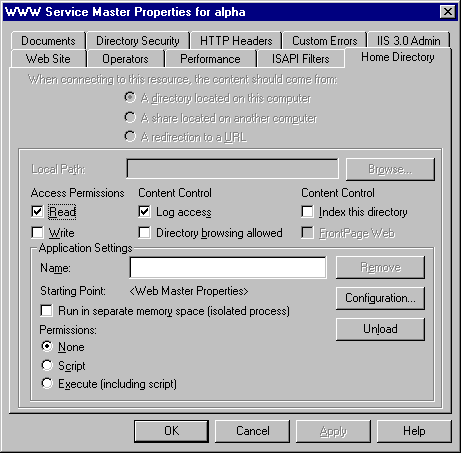 WWW Service Master Properties for alpha
Documents Directory Security HTTP Headers Custom Errors IIS 3.0 Admin
Web Site Operators Performance ISAPI Filters Home Directory
When connecting to this resource, the content should come from:
A directory located on this computer
A share located on another computer
A redirection to a URL
Local Path: Browse...
Access Permissions Content Control Content Control
Read Log access Index this directory
Write Directory browsing allowed FrontPage Web
Application Settings
Name: Remove
Starting Point: <Web Master Properties> Configuration...
Run in separate memory space (isolated process)
Unload
Permissions:
None
Script
Execute (including script)
OK Cancel Apply Help